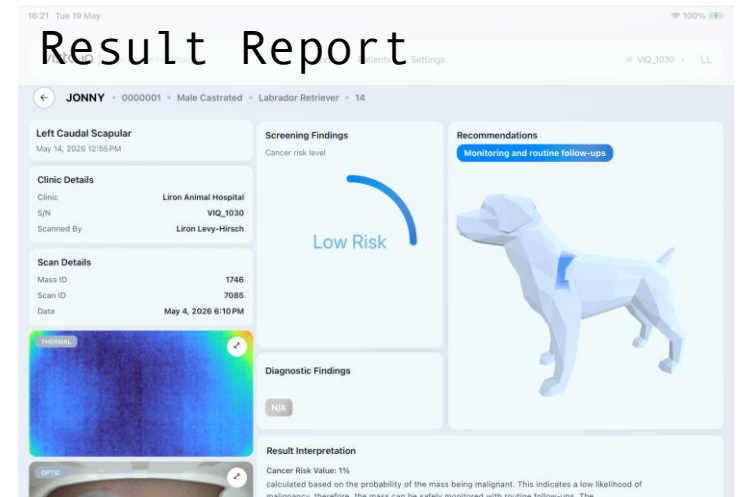 16:21 Tue 19 May
100%
Result Report
Patients
Settings
VIQ_1030
LL
JONNY • 0000001 • Male Castrated • Labrador Retriever • 14
Left Caudal Scapular
May 14, 2026 12:55 PM
Clinic Details
Clinic Liron Animal Hospital
S/N VIQ_1030
Scanned By Liron Levy-Hirsch
Scan Details
Mass ID 1746
Scan ID 7085
Date May 4, 2026 6:10 PM
THERMAL
OPTIC
Screening Findings
Cancer risk level
Low Risk
Diagnostic Findings
N/A
Recommendations
Monitoring and routine follow-ups
Result Interpretation
Cancer Risk Value: 1%
calculated based on the probability of the mass being malignant. This indicates a low likelihood of
malignancy, therefore, the mass can be safely monitored with routine follow-ups. The